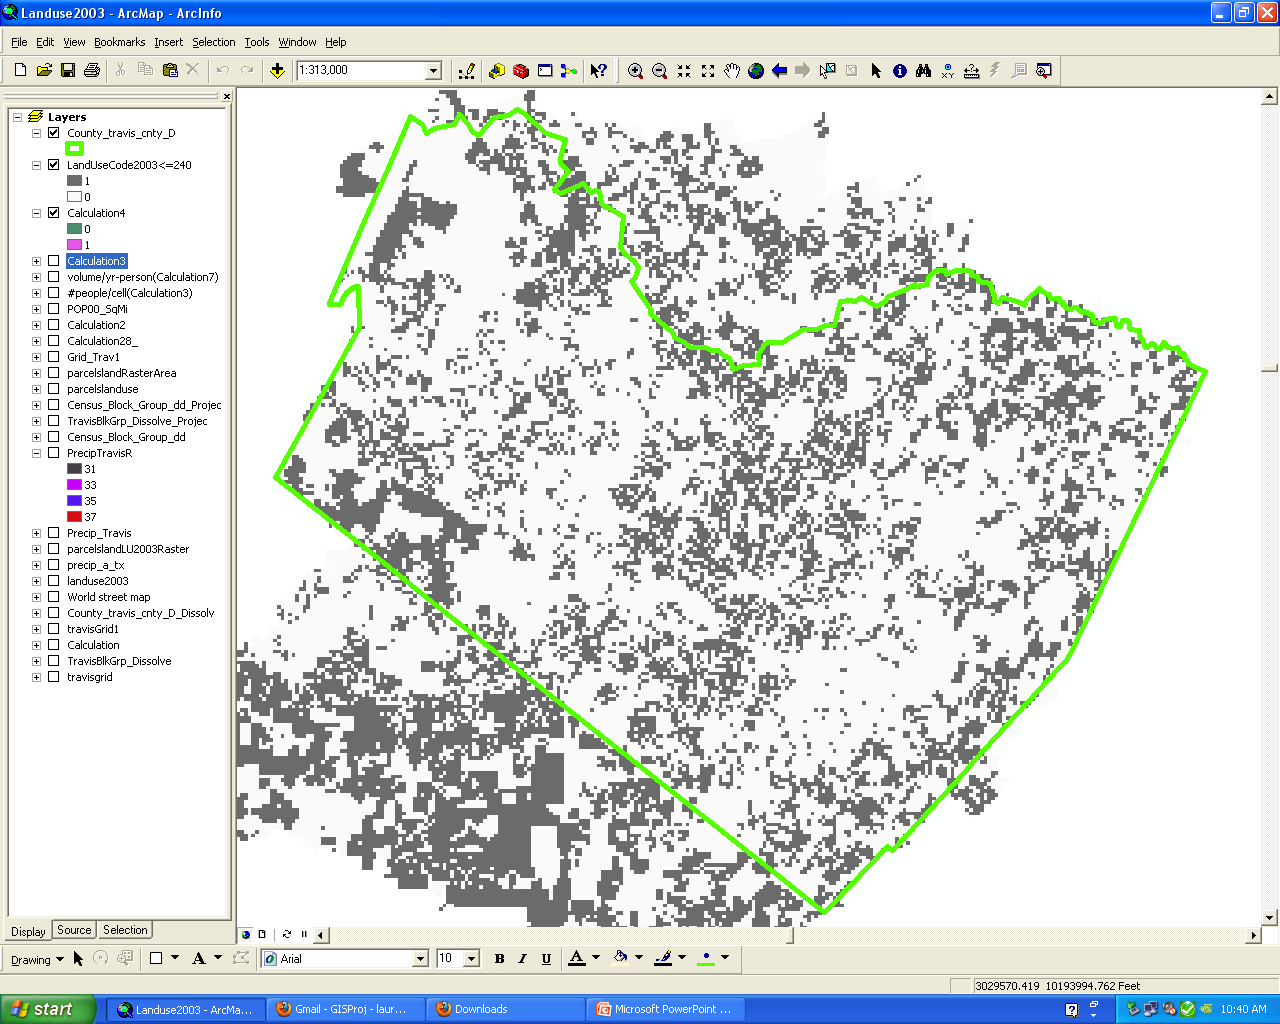 Landuse2003 - ArcMap - ArcInfo
File Edit View Bookmarks Insert Selection Tools Window Help
1:313,000
Layers
County_travis_cnty_D
LandUseCode2003<=240
1
0
Calculation4
0
1
Calculation3
volume/yr-person(Calculation7)
#people/cell(Calculation3)
POP00_SqMi
Calculation2
Calculation28_
Grid_Trav1
parcelslandRasterArea
parcelslanduse
Census_Block_Group_dd_Projec
TravisBlkGrp_Dissolve_Projec
Census_Block_Group_dd
PrecipTravisR
31
33
35
37
Precip_Travis
parcelslandLU2003Raster
precip_a_tx
landuse2003
World street map
County_travis_cnty_D_Dissolv
travisGrid1
Calculation
TravisBlkGrp_Dissolve
travisgrid
Display Source Selection
Drawing A Arial 10 B I U A
3029570.419 10193994.762 Feet
start Landuse2003 - ArcMa... Gmail - GISProj - laur... Downloads Microsoft PowerPoint ... 10:40 AM